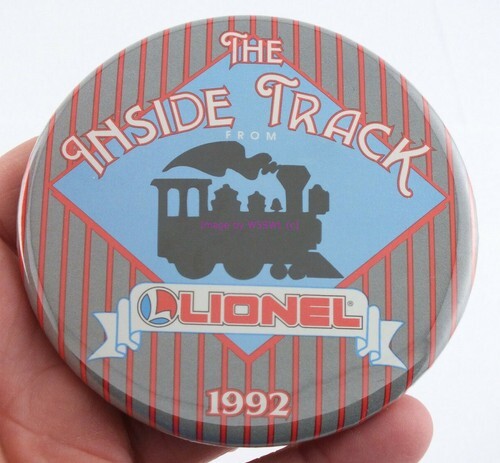 THE
INSIDE TRACK
FROM
L LIONEL®
1992